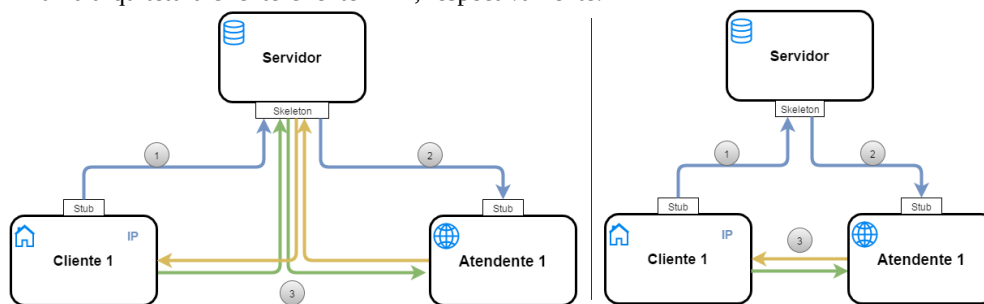 Servidor
Skeleton
1
2
Stub
Stub
IP
Cliente 1
Atendente 1
3
Servidor
Skeleton
1
2
Stub
Stub
IP
3
Cliente 1
Atendente 1